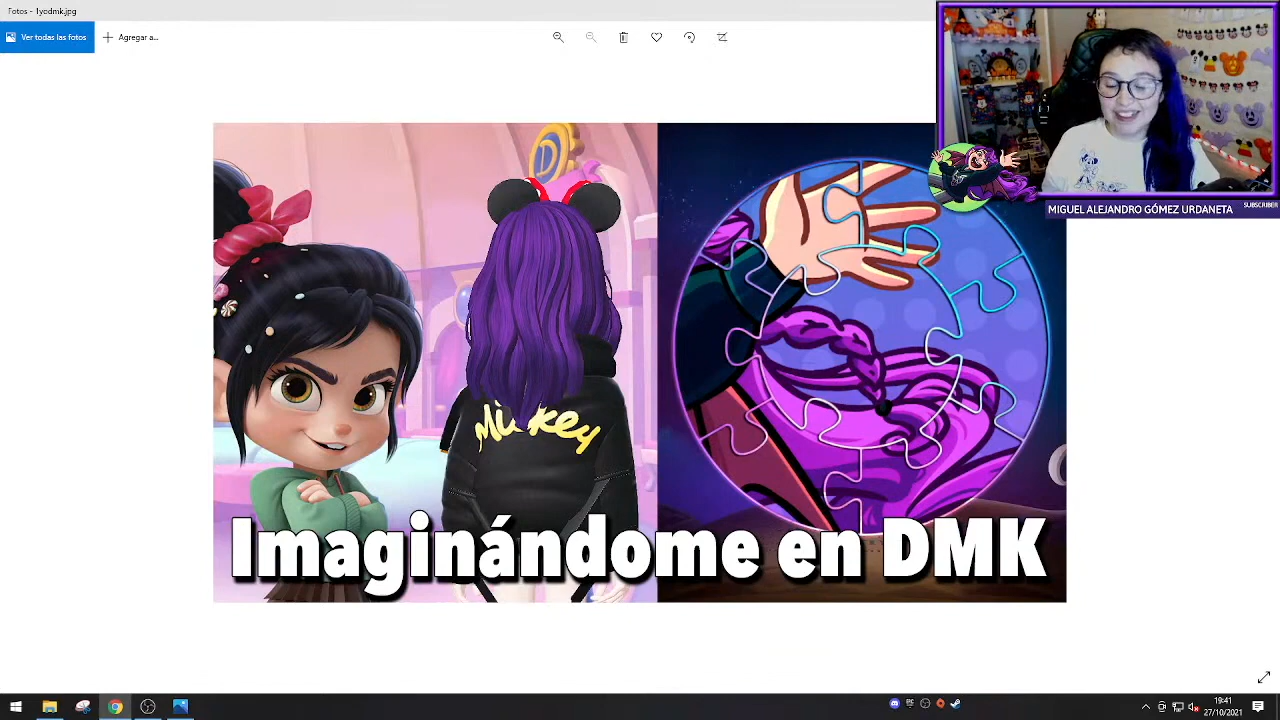 Fotos - 1yodmk.jpg
Ver todas las fotos
Agregar a...
MIGUEL ALEJANDRO GÓMEZ URDANETA
SUBSCRIBER
Mickey
Imaginándome en DMK
19:41
27/10/2021